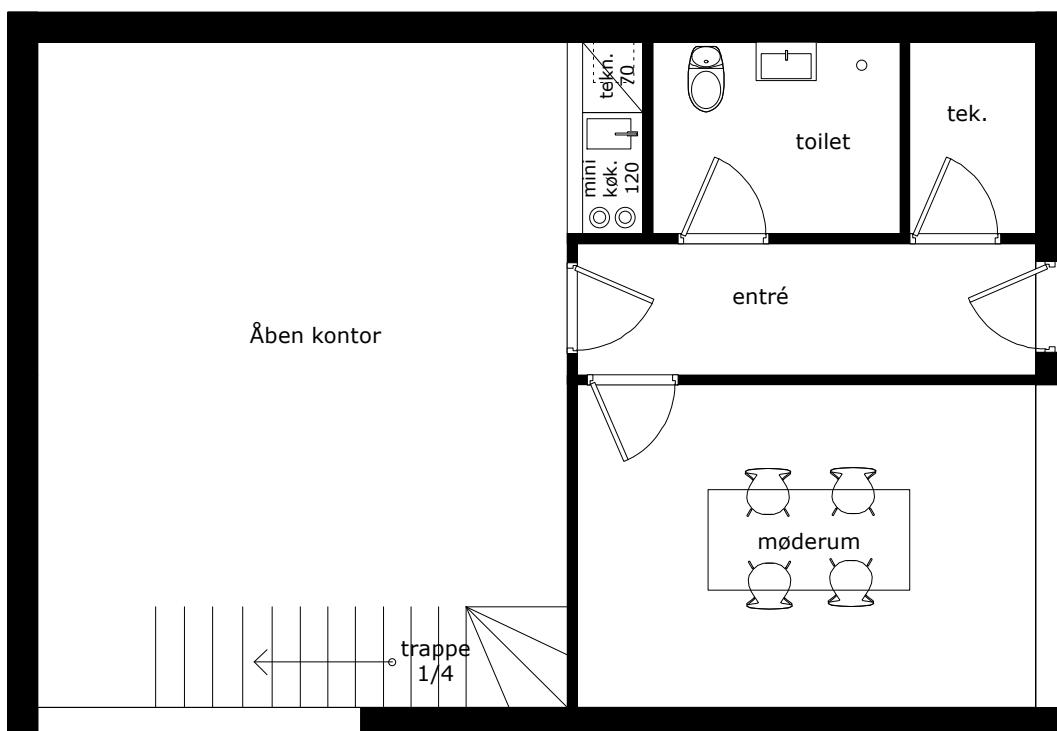 tekn.
70
toilet
tek.
mini
køk.
120
entré
Åben kontor
møderum
trappe
1/4